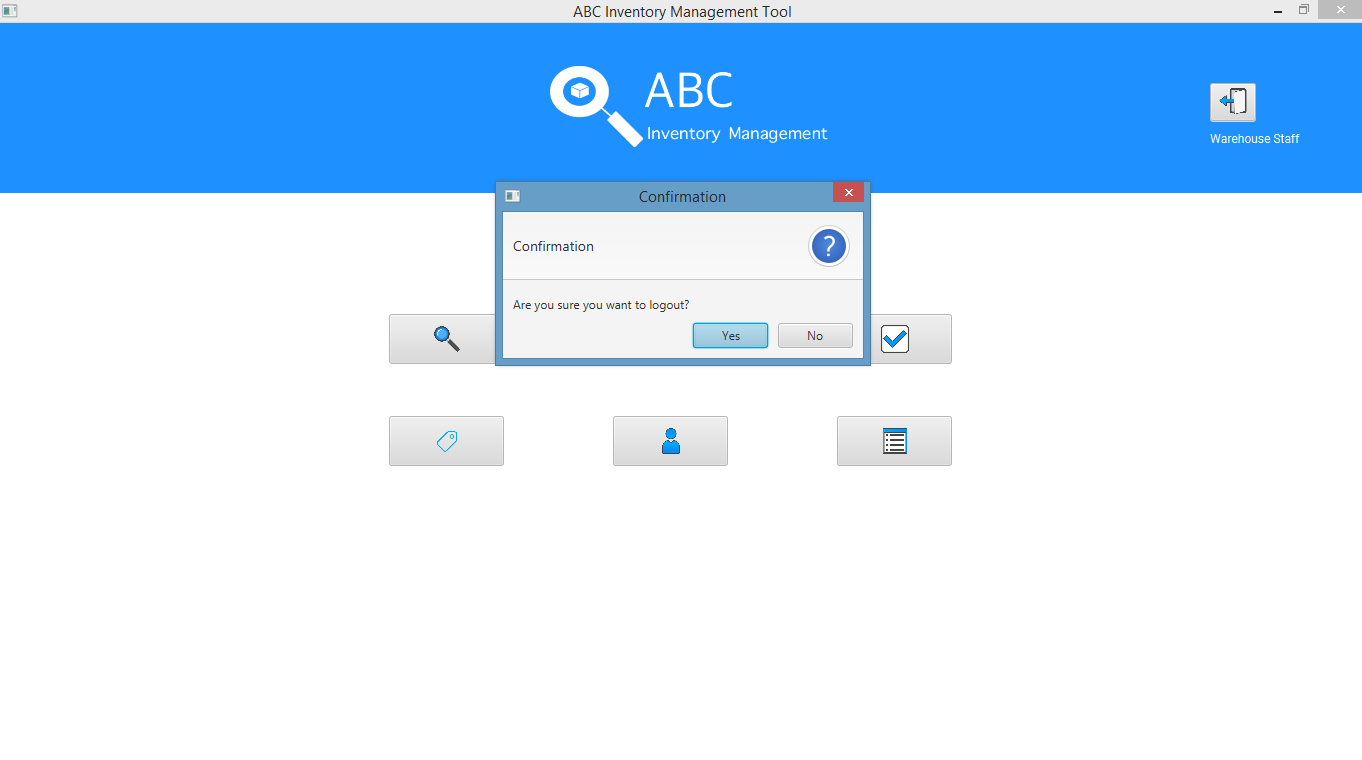 ABC Inventory Management Tool
ABC
Inventory Management
Warehouse Staff
Confirmation
Confirmation
?
Are you sure you want to logout?
Yes
No